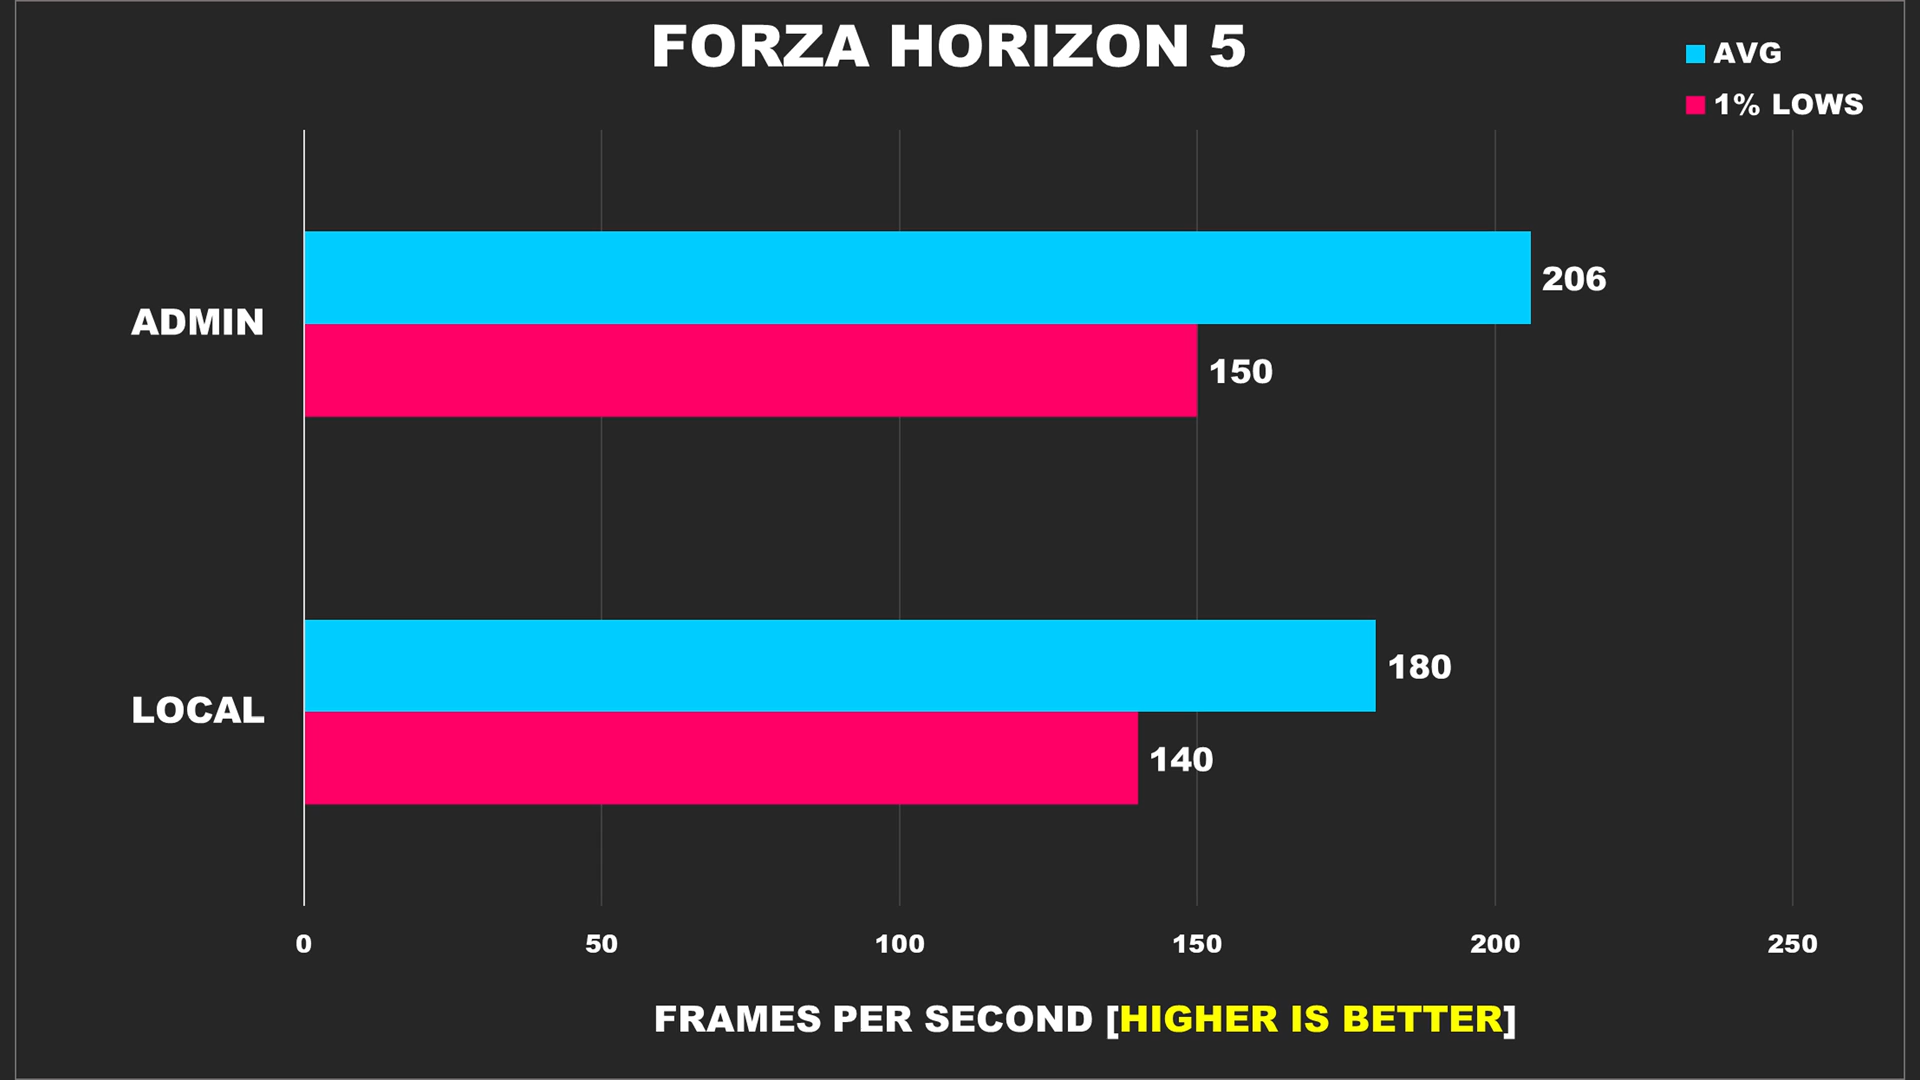 FORZA HORIZON 5
AVG
1% LOWS
ADMIN
206
150
LOCAL
180
140
0 50 100 150 200 250
FRAMES PER SECOND [HIGHER IS BETTER]